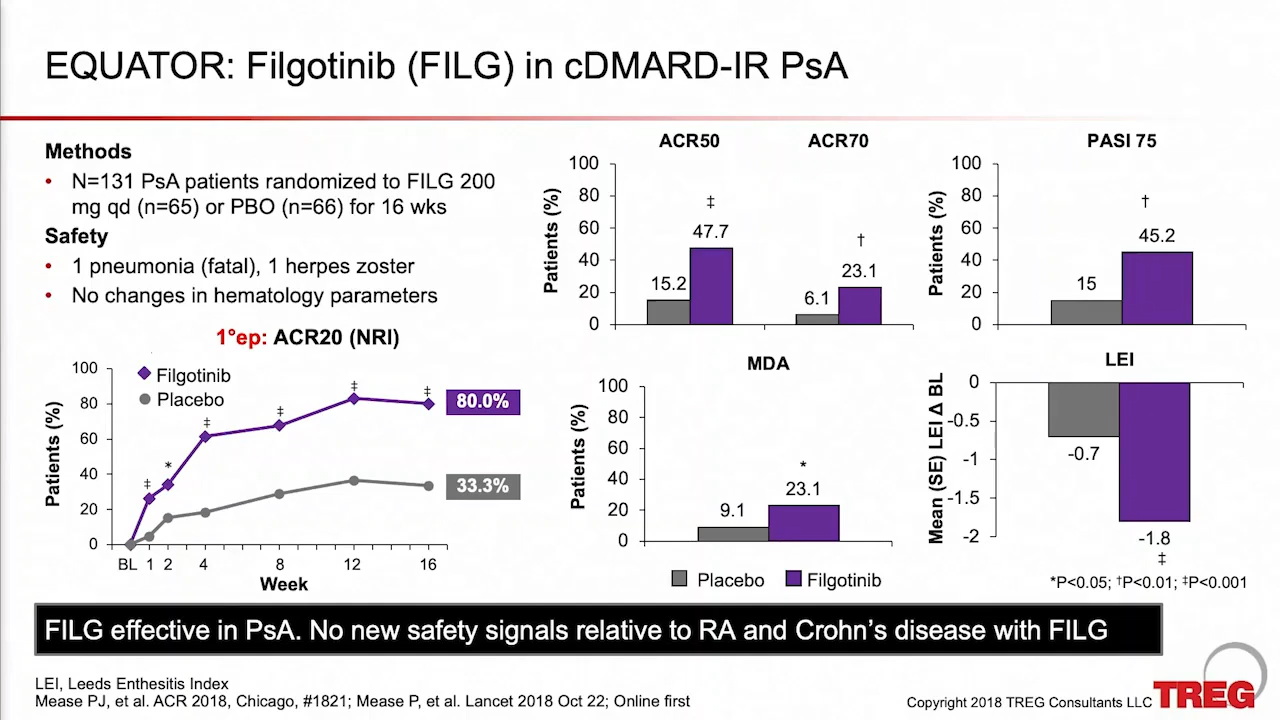 EQUATOR: Filgotinib (FILG) in cDMARD-IR PsA
Methods
• N=131 PsA patients randomized to FILG 200
mg qd (n=65) or PBO (n=66) for 16 wks
Safety
• 1 pneumonia (fatal), 1 herpes zoster
• No changes in hematology parameters
1°ep: ACR20 (NRI)
Patients (%)
100
80
60
40
20
0
Filgotinib
Placebo
‡
*
‡
‡
‡
‡
80.0%
33.3%
BL 1 2 4 8 12 16
Week
ACR50 ACR70
Patients (%)
100
80
60
40
20
0
‡
47.7
15.2
†
23.1
6.1
PASI 75
Patients (%)
100
80
60
40
20
0
†
45.2
15
MDA
Patients (%)
100
80
60
40
20
0
*
23.1
9.1
Placebo Filgotinib
LEI
Mean (SE) LEI Δ BL
0
-0.5
-1
-1.5
-2
-0.7
-1.8
‡
*P<0.05; †P<0.01; ‡P<0.001
FILG effective in PsA. No new safety signals relative to RA and Crohn’s disease with FILG
LEI, Leeds Enthesitis Index
Mease PJ, et al. ACR 2018, Chicago, #1821; Mease P, et al. Lancet 2018 Oct 22; Online first
Copyright 2018 TREG Consultants LLC
TREG